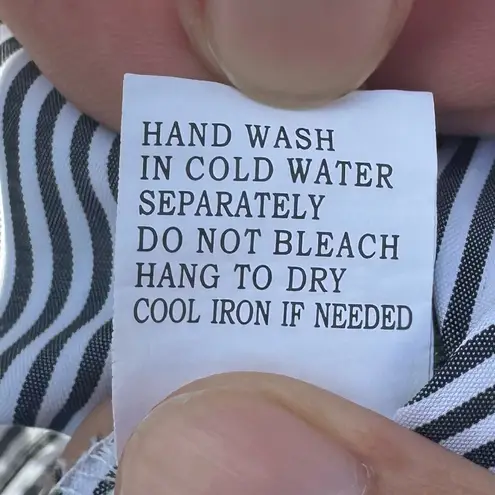 HAND WASH
IN COLD WATER
SEPARATELY
DO NOT BLEACH
HANG TO DRY
COOL IRON IF NEEDED